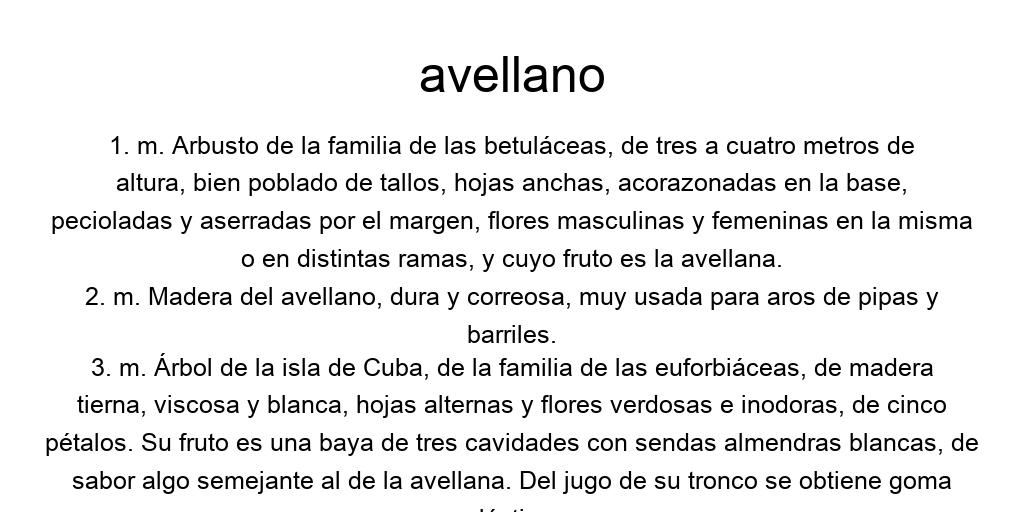 avellano
1. m. Arbusto de la familia de las betuláceas, de tres a cuatro metros de
altura, bien poblado de tallos, hojas anchas, acorazonadas en la base,
pecioladas y aserradas por el margen, flores masculinas y femeninas en la misma
o en distintas ramas, y cuyo fruto es la avellana.
2. m. Madera del avellano, dura y correosa, muy usada para aros de pipas y
barriles.
3. m. Árbol de la isla de Cuba, de la familia de las euforbiáceas, de madera
tierna, viscosa y blanca, hojas alternas y flores verdosas e inodoras, de cinco
pétalos. Su fruto es una baya de tres cavidades con sendas almendras blancas, de
sabor algo semejante al de la avellana. Del jugo de su tronco se obtiene goma